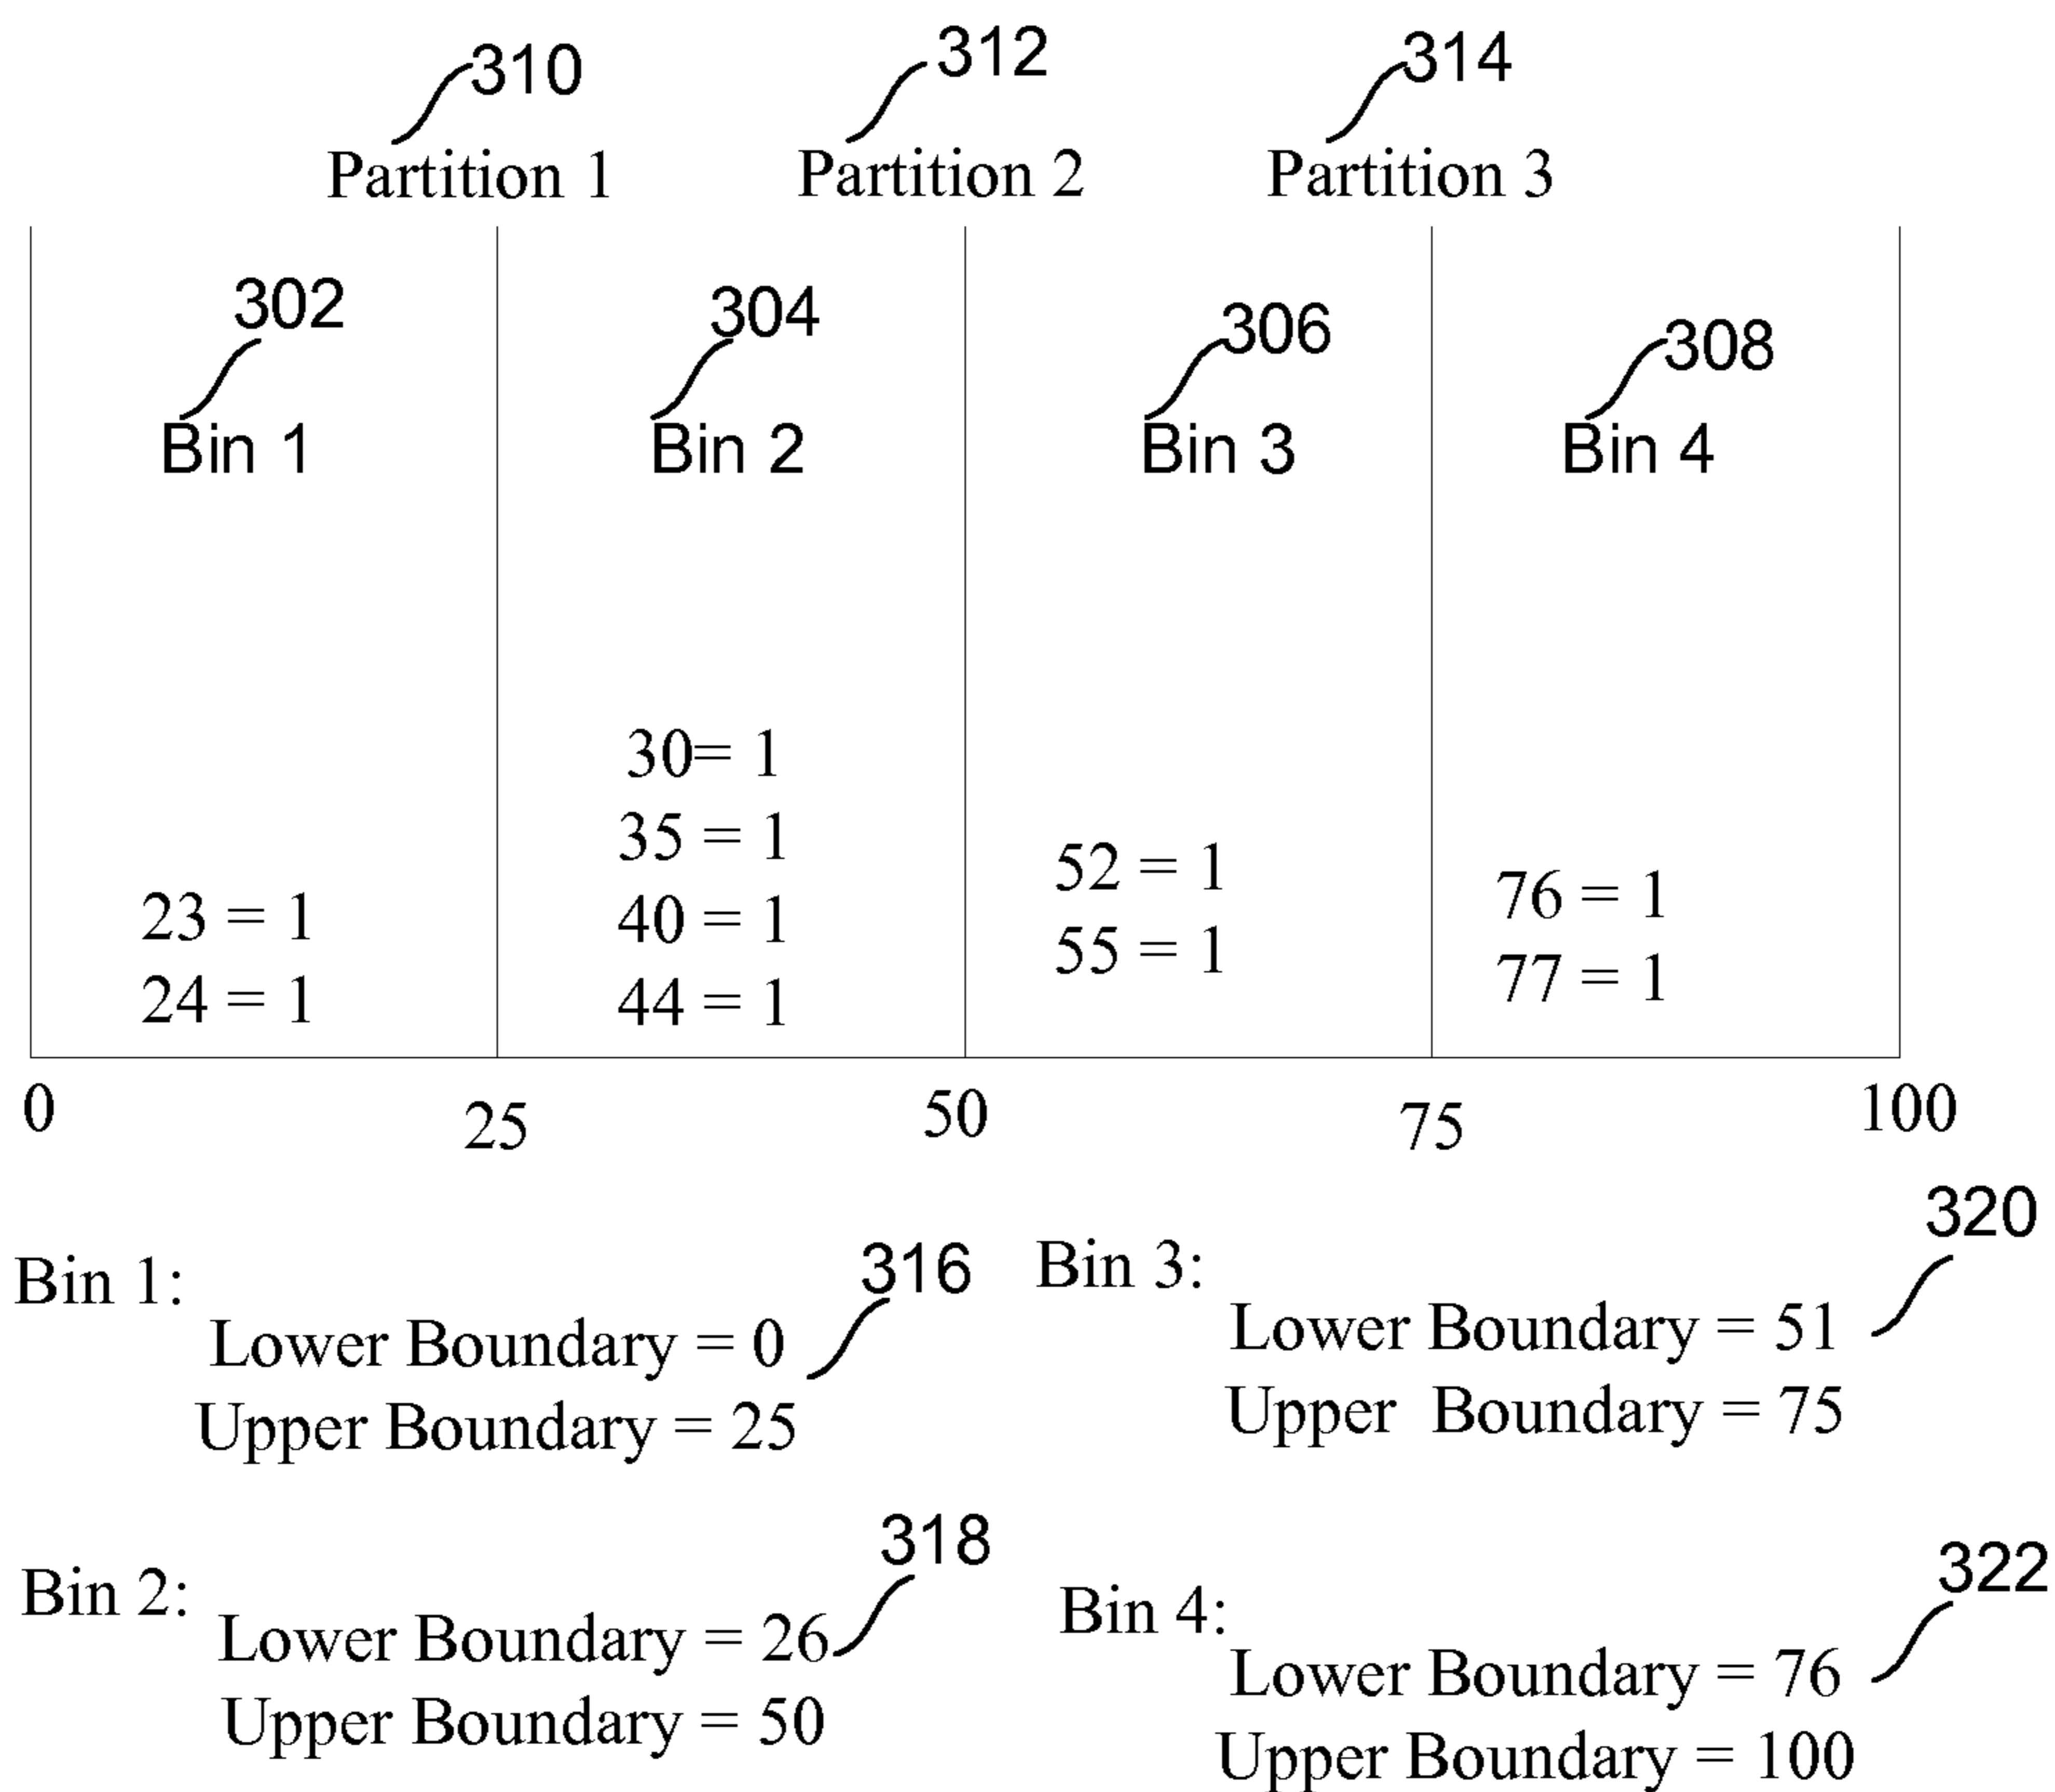 310 312 314
Partition 1 Partition 2 Partition 3
302 304 306 308
Bin 1 Bin 2 Bin 3 Bin 4
30= 1
35 = 1
40 = 1
44 = 1
23 = 1
24 = 1
52 = 1
55 = 1
76 = 1
77 = 1
0 25 50 75 100
Bin 1: 316
Lower Boundary = 0
Upper Boundary = 25
Bin 3: 320
Lower Boundary = 51
Upper Boundary = 75
Bin 2: 318
Lower Boundary = 26
Upper Boundary = 50
Bin 4: 322
Lower Boundary = 76
Upper Boundary = 100